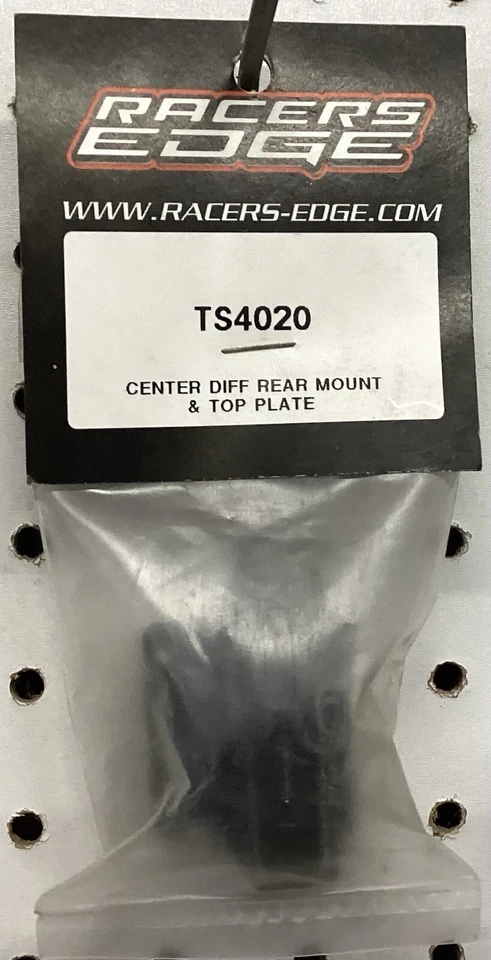 RACERS
EDGE
WWW.RACERS-EDGE.COM
TS4020
CENTER DIFF REAR MOUNT
& TOP PLATE